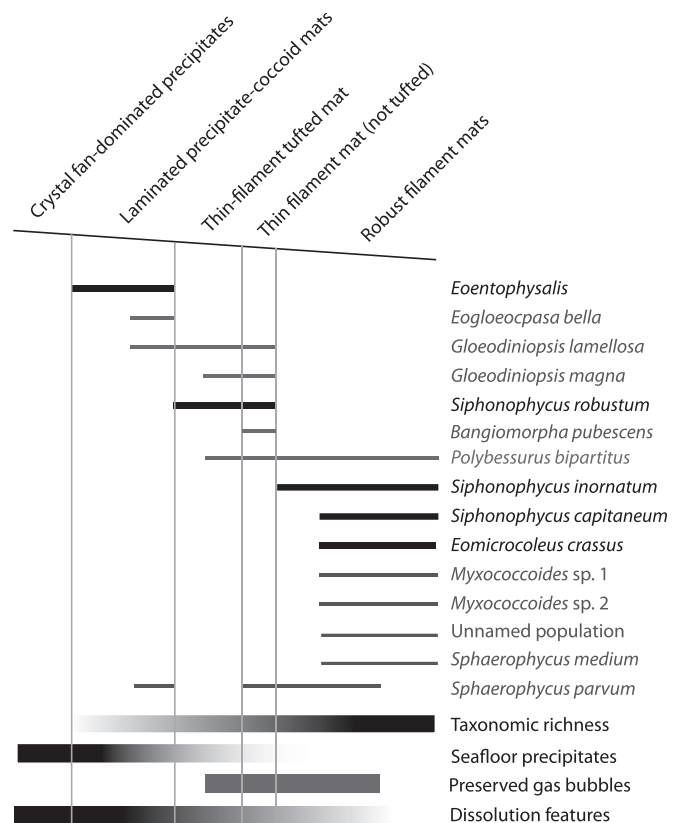 Crystal fan-dominated precipitates
Laminated precipitate-coccoid mats
Thin-filament tufted mat
Thin filament mat (not tufted)
Robust filament mats
Eoentophysalis
Eogloeocpasa bella
Gloeodiniopsis lamellosa
Gloeodiniopsis magna
Siphonophycus robustum
Bangiomorpha pubescens
Polybessurus bipartitus
Siphonophycus inornatum
Siphonophycus capitaneum
Eomicrocoleus crassus
Myxococcoides sp. 1
Myxococcoides sp. 2
Unnamed population
Sphaerophycus medium
Sphaerophycus parvum
Taxonomic richness
Seafloor precipitates
Preserved gas bubbles
Dissolution features